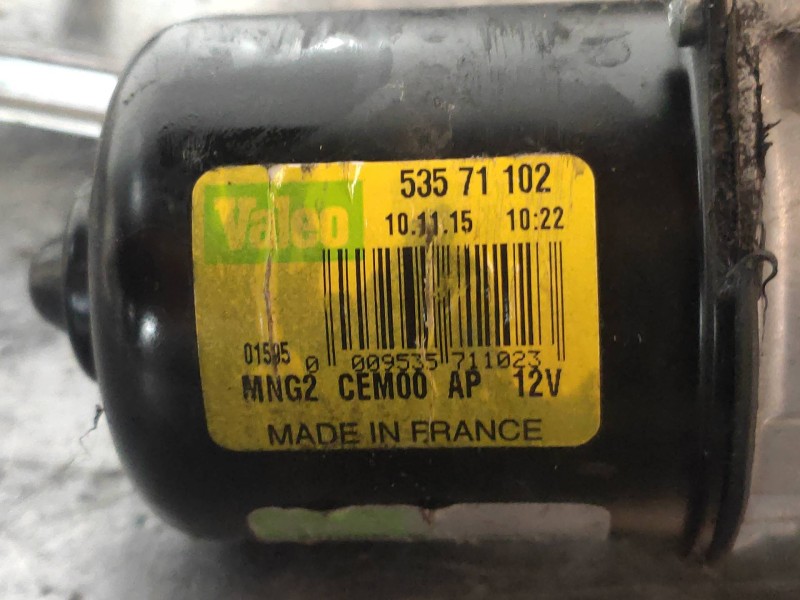 535 71 102
Valeo
10.11.15 10:22
01505
0 009535 711023
MNG2 CEM00 AP 12V
MADE IN FRANCE